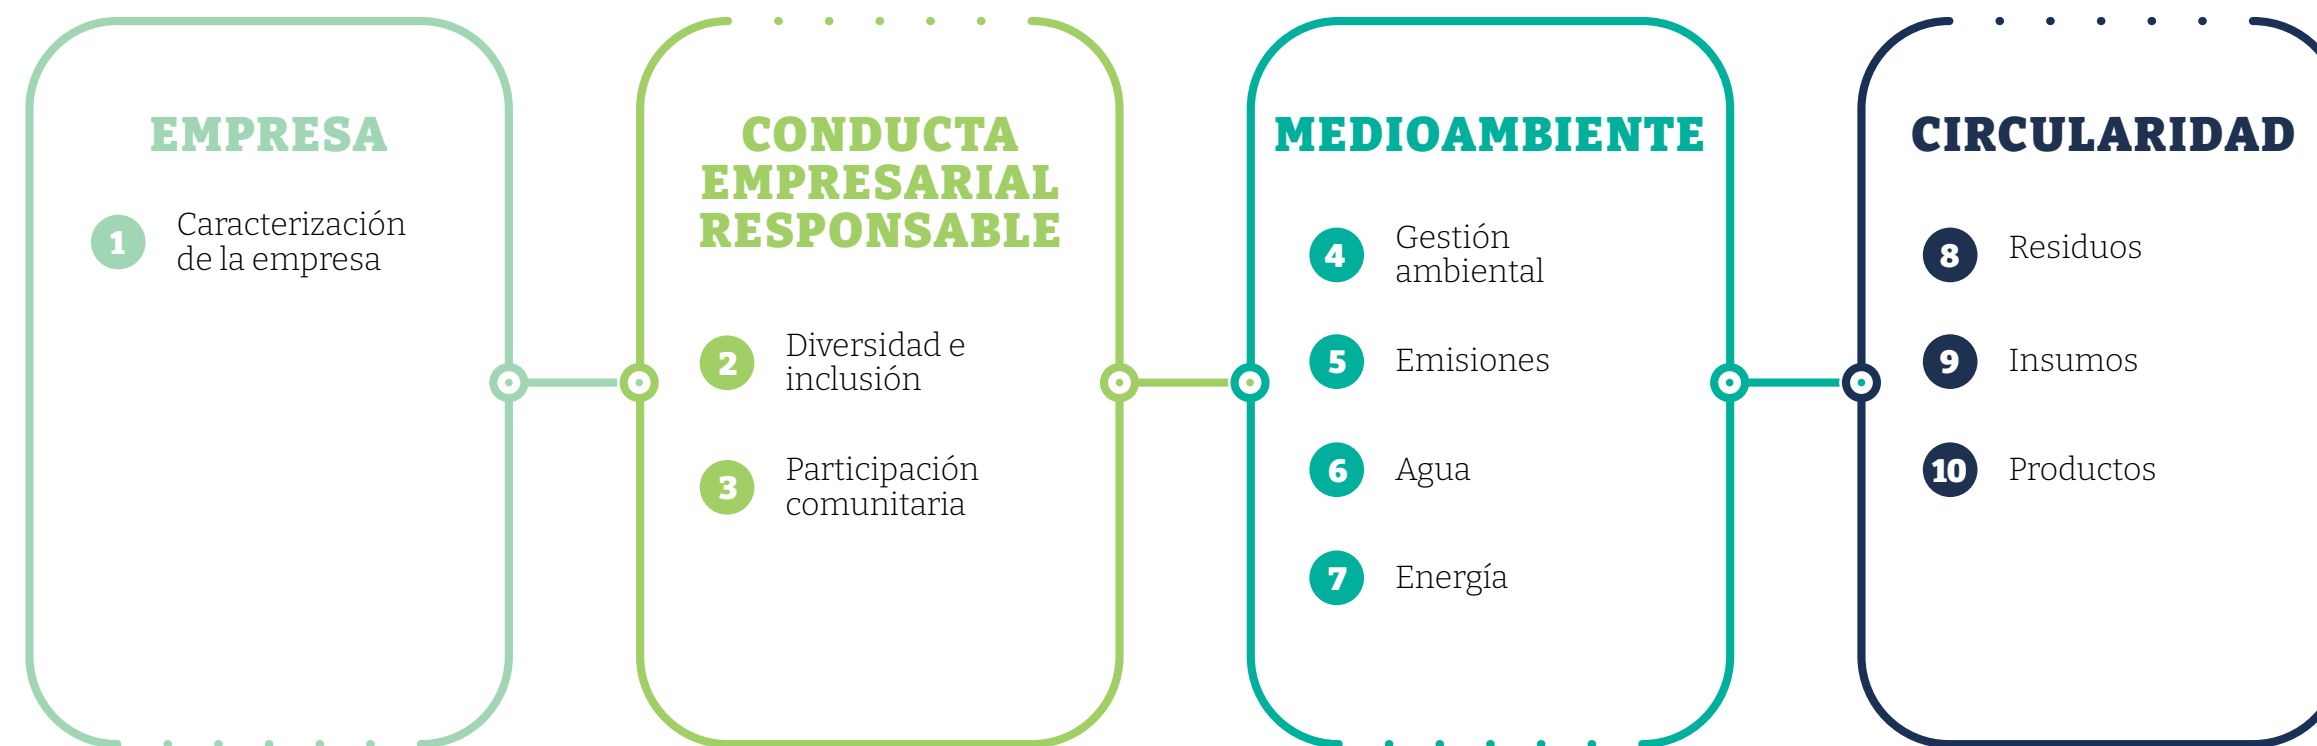 EMPRESA
1
Caracterización
de la empresa
CONDUCTA
EMPRESARIAL
RESPONSABLE
2
Diversidad e
inclusión
3
Participación
comunitaria
MEDIOAMBIENTE
4
Gestión
ambiental
5
Emisiones
6
Agua
7
Energía
CIRCULARIDAD
8
Residuos
9
Insumos
10
Productos